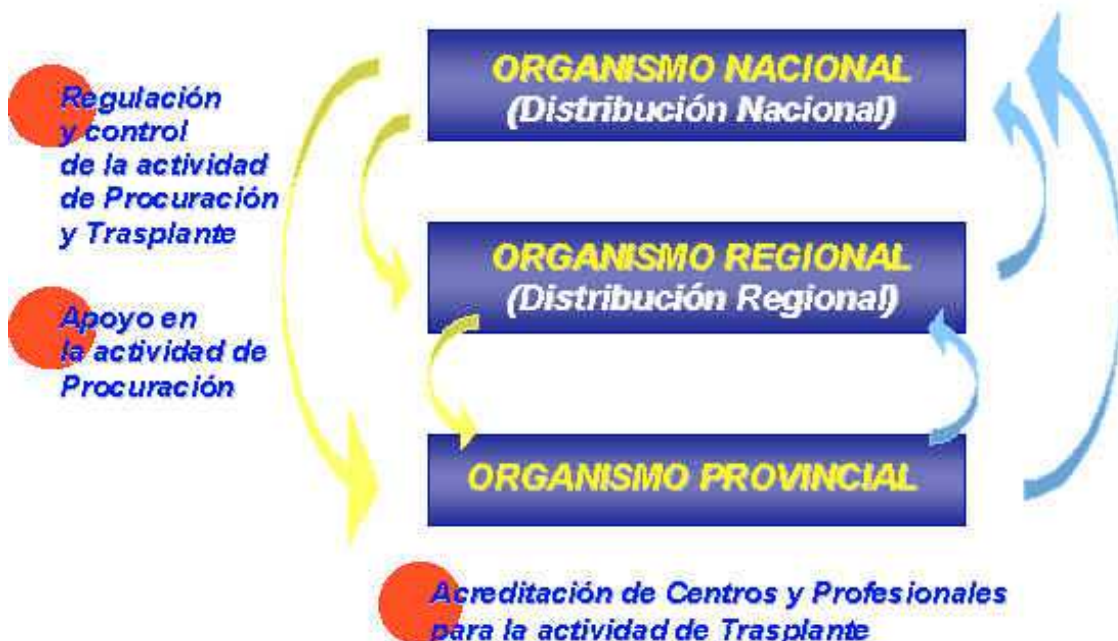 ORGANISMO NACIONAL
(Distribución Nacional)
Regulación
y control
de la actividad
de Procuración
y Trasplante
ORGANISMO REGIONAL
(Distribución Regional)
Apoyo en
la actividad de
Procuración
ORGANISMO PROVINCIAL
Acreditación de Centros y Profesionales
para la actividad de Trasplante